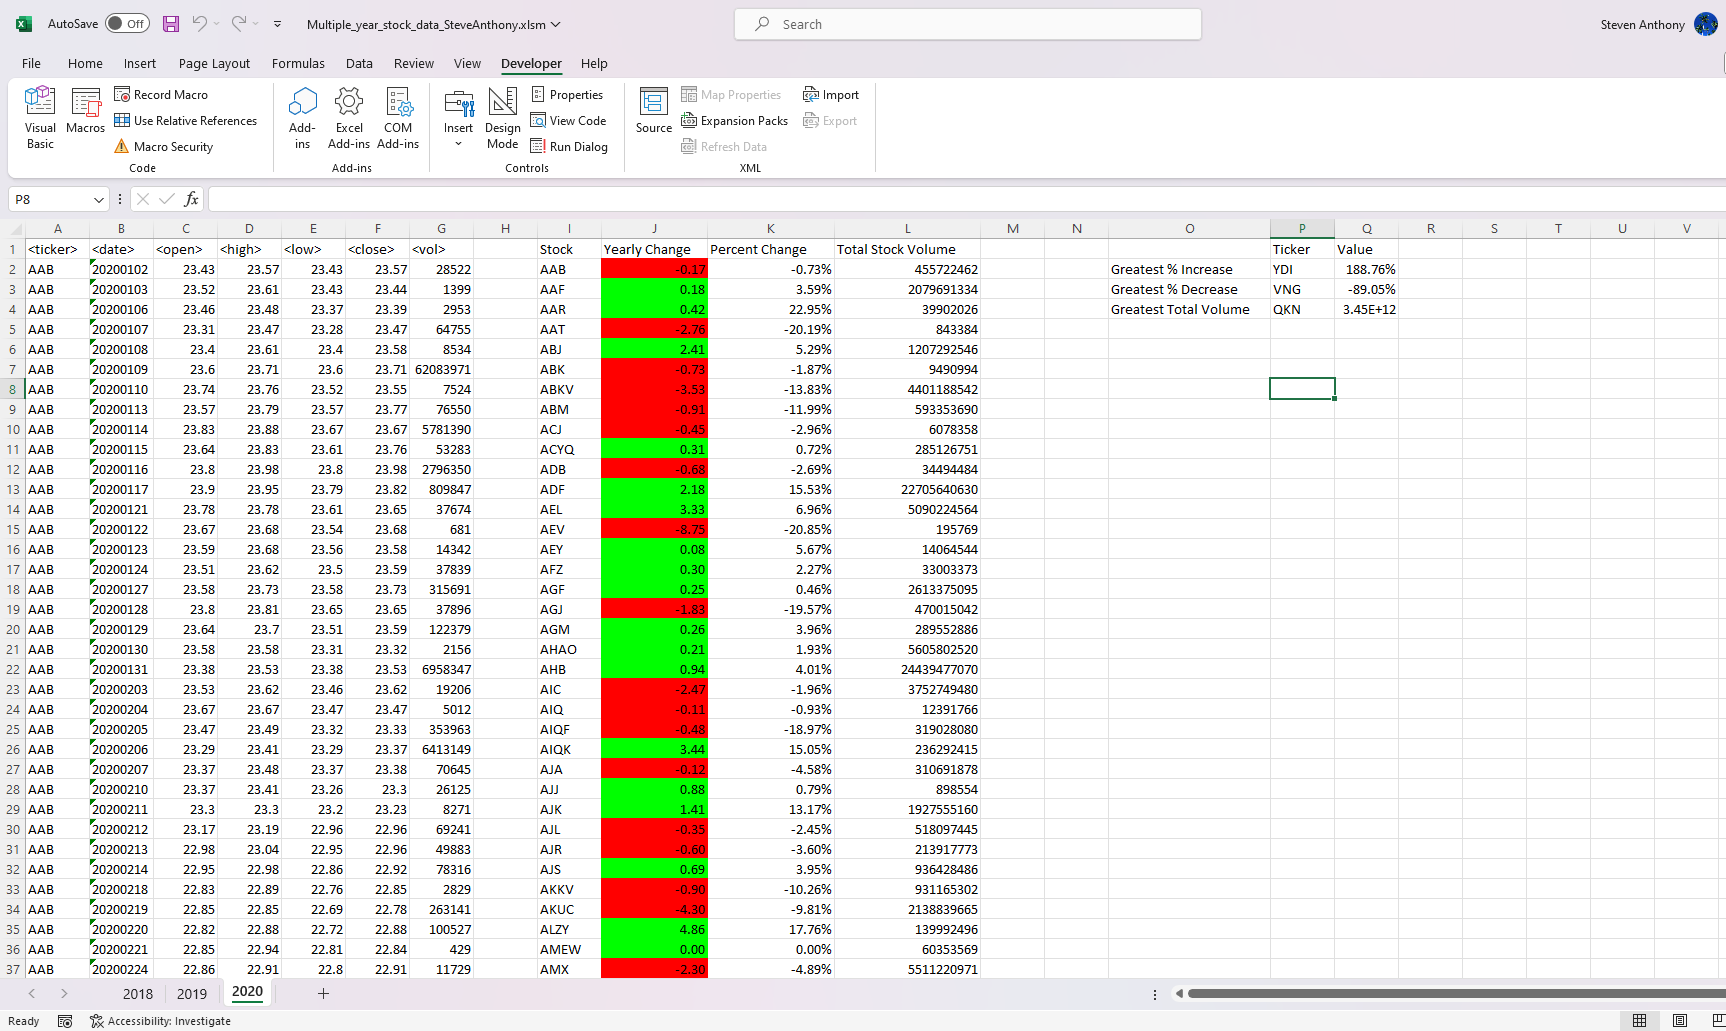 AutoSave Off Multiple_year_stock_data_SteveAnthony.xlsm Search Steven Anthony
File Home Insert Page Layout Formulas Data Review View Developer Help
Visual Basic
Macros
Record Macro
Use Relative References
Macro Security
Code
Add-ins
Excel Add-ins
COM Add-ins
Add-ins
Insert
Design Mode
Properties
View Code
Run Dialog
Controls
Source
Map Properties
Expansion Packs
Refresh Data
Import
Export
XML
P8 fx
A B C D E F G H I J K L M N O P Q R S T U V
1 <ticker> <date> <open> <high> <low> <close> <vol> Stock Yearly Change Percent Change Total Stock Volume Ticker Value
2 AAB 20200102 23.43 23.57 23.43 23.57 28522 AAB -0.17 -0.73% 455722462 Greatest % Increase YDI 188.76%
3 AAB 20200103 23.52 23.61 23.43 23.44 1399 AAF 0.18 3.59% 2079691334 Greatest % Decrease VNG -89.05%
4 AAB 20200106 23.46 23.48 23.37 23.39 2953 AAR 0.42 22.95% 39902026 Greatest Total Volume QKN 3.45E+12
5 AAB 20200107 23.31 23.47 23.28 23.47 64755 AAT -2.76 -20.19% 843384
6 AAB 20200108 23.4 23.61 23.4 23.58 8534 ABJ 2.41 5.29% 1207292546
7 AAB 20200109 23.6 23.71 23.6 23.71 62083971 ABK -0.73 -1.87% 9490994
8 AAB 20200110 23.74 23.76 23.52 23.55 7524 ABKV -3.53 -13.83% 4401188542
9 AAB 20200113 23.57 23.79 23.57 23.77 76550 ABM -0.91 -11.99% 593353690
10 AAB 20200114 23.83 23.88 23.67 23.67 5781390 ACJ -0.45 -2.96% 6078358
11 AAB 20200115 23.64 23.83 23.61 23.76 53283 ACYQ 0.31 0.72% 285126751
12 AAB 20200116 23.8 23.98 23.8 23.98 2796350 ADB -0.68 -2.69% 34494484
13 AAB 20200117 23.9 23.95 23.79 23.82 809847 ADF 2.18 15.53% 22705640630
14 AAB 20200121 23.78 23.78 23.61 23.65 37674 AEL 3.33 6.96% 5090224564
15 AAB 20200122 23.67 23.68 23.54 23.68 681 AEV -8.75 -20.85% 195769
16 AAB 20200123 23.59 23.68 23.56 23.58 14342 AEY 0.08 5.67% 14064544
17 AAB 20200124 23.51 23.62 23.5 23.59 37839 AFZ 0.30 2.27% 33003373
18 AAB 20200127 23.58 23.73 23.58 23.73 315691 AGF 0.25 0.46% 2613375095
19 AAB 20200128 23.8 23.81 23.65 23.65 37896 AGJ -1.83 -19.57% 470015042
20 AAB 20200129 23.64 23.7 23.51 23.59 122379 AGM 0.26 3.96% 289552886
21 AAB 20200130 23.58 23.58 23.31 23.32 2156 AHAO 0.21 1.93% 5605802520
22 AAB 20200131 23.38 23.53 23.38 23.53 6958347 AHB 0.94 4.01% 24439477070
23 AAB 20200203 23.53 23.62 23.46 23.62 19206 AIC -2.47 -1.96% 3752749480
24 AAB 20200204 23.67 23.67 23.47 23.47 5012 AIQ -0.11 -0.93% 12391766
25 AAB 20200205 23.47 23.49 23.32 23.33 353963 AIQF -0.48 -18.97% 319028080
26 AAB 20200206 23.29 23.41 23.29 23.37 6413149 AIQK 3.44 15.05% 236292415
27 AAB 20200207 23.37 23.48 23.37 23.38 70645 AJA -0.12 -4.58% 310691878
28 AAB 20200210 23.37 23.41 23.26 23.3 26125 AJJ 0.88 0.79% 898554
29 AAB 20200211 23.3 23.3 23.2 23.23 8271 AJK 1.41 13.17% 1927555160
30 AAB 20200212 23.17 23.19 22.96 22.96 69241 AJL -0.35 -2.45% 518097445
31 AAB 20200213 22.98 23.04 22.95 22.96 49883 AJR -0.60 -3.60% 213917773
32 AAB 20200214 22.95 22.98 22.86 22.92 78316 AJS 0.69 3.95% 936428486
33 AAB 20200218 22.83 22.89 22.76 22.85 2829 AKKV -0.90 -10.26% 931165302
34 AAB 20200219 22.85 22.85 22.69 22.78 263141 AKUC -4.30 -9.81% 2138839665
35 AAB 20200220 22.82 22.88 22.72 22.88 100527 ALZY 4.86 17.76% 139992496
36 AAB 20200221 22.85 22.94 22.81 22.84 429 AMEW 0.00 0.00% 60353569
37 AAB 20200224 22.86 22.91 22.8 22.91 11729 AMX -2.30 -4.89% 5511220971
2018 2019 2020 +
Ready Accessibility: Investigate